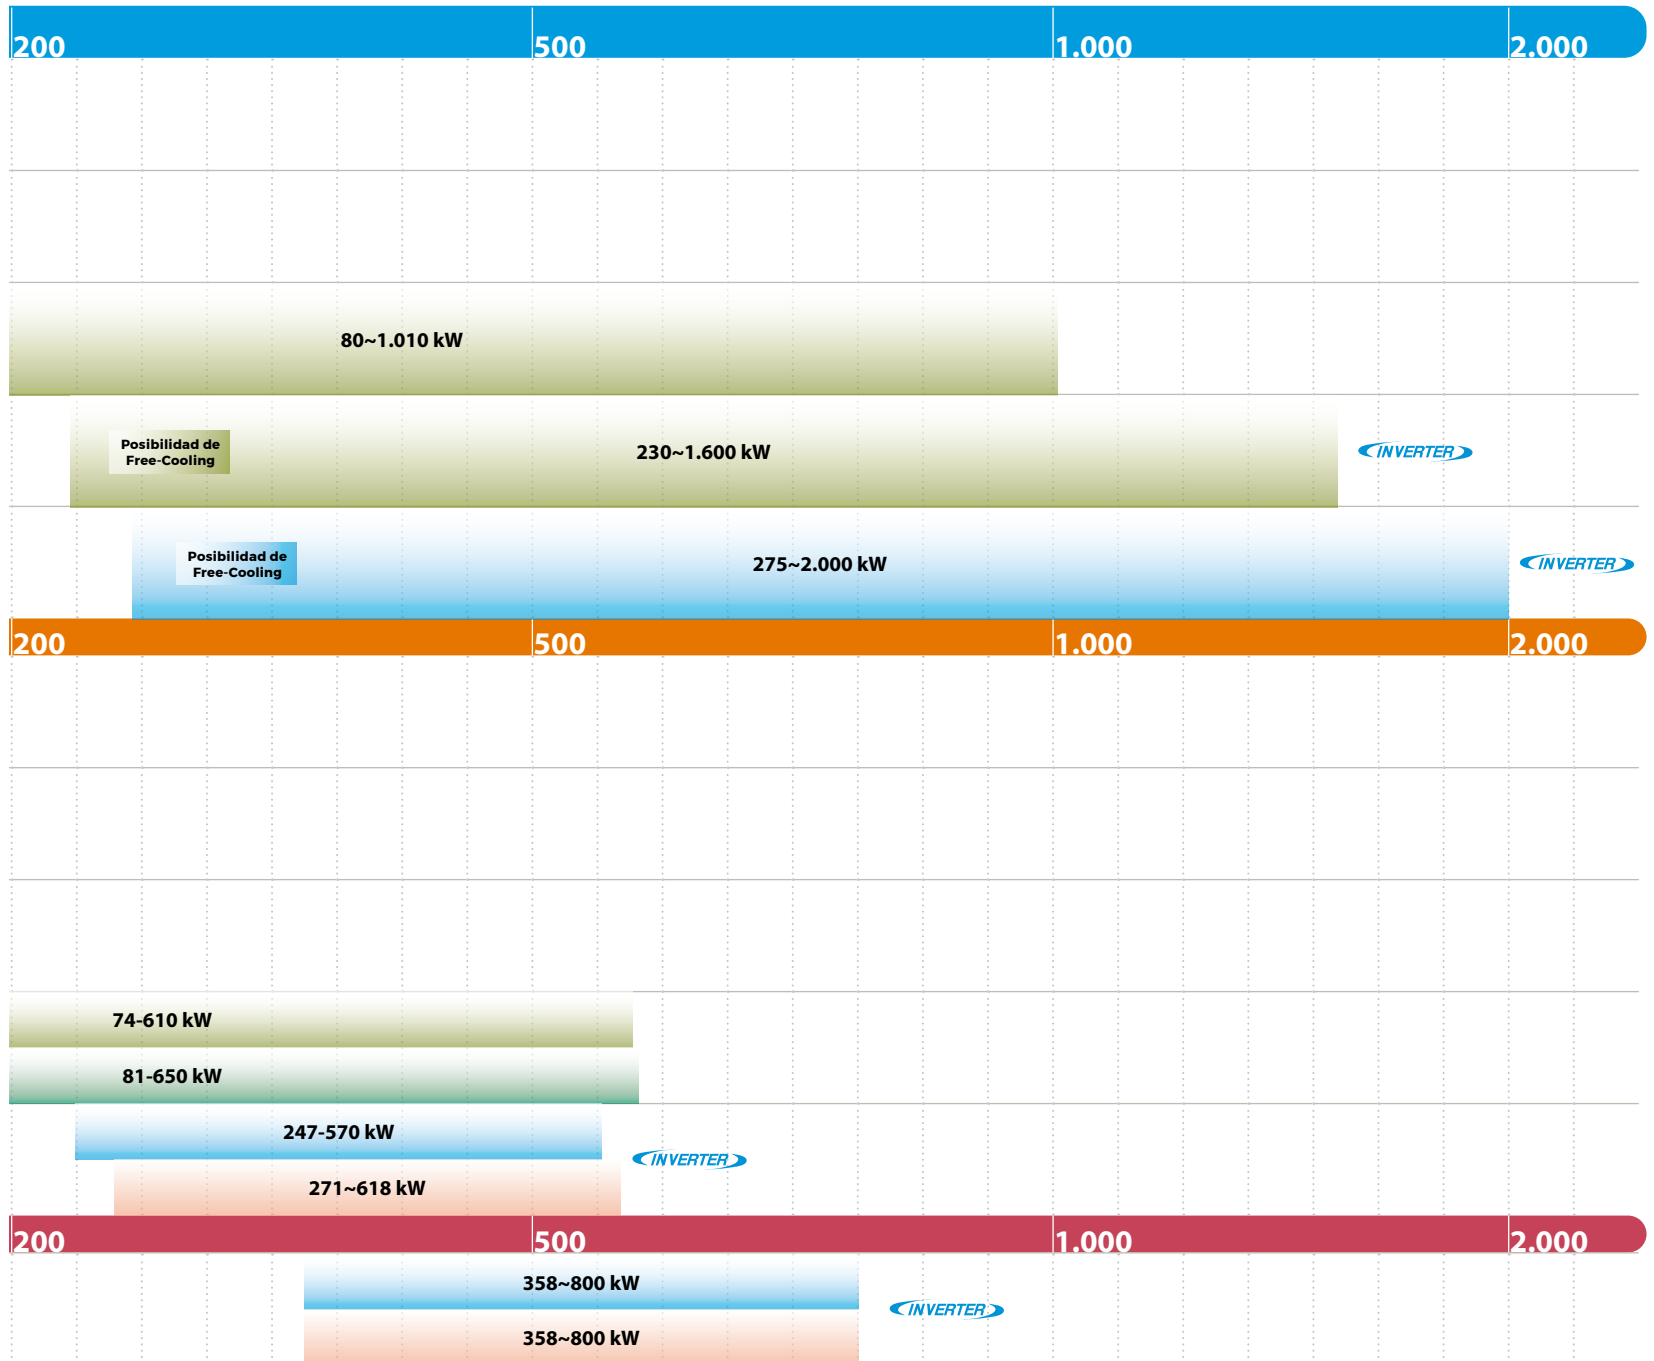 200 500 1.000 2.000
80~1.010 kW
Posibilidad de
Free-Cooling
230~1.600 kW
INVERTER
Posibilidad de
Free-Cooling
275~2.000 kW
INVERTER
200 500 1.000 2.000
74-610 kW
81-650 kW
247-570 kW
INVERTER
271~618 kW
200 500 1.000 2.000
358~800 kW
INVERTER
358~800 kW